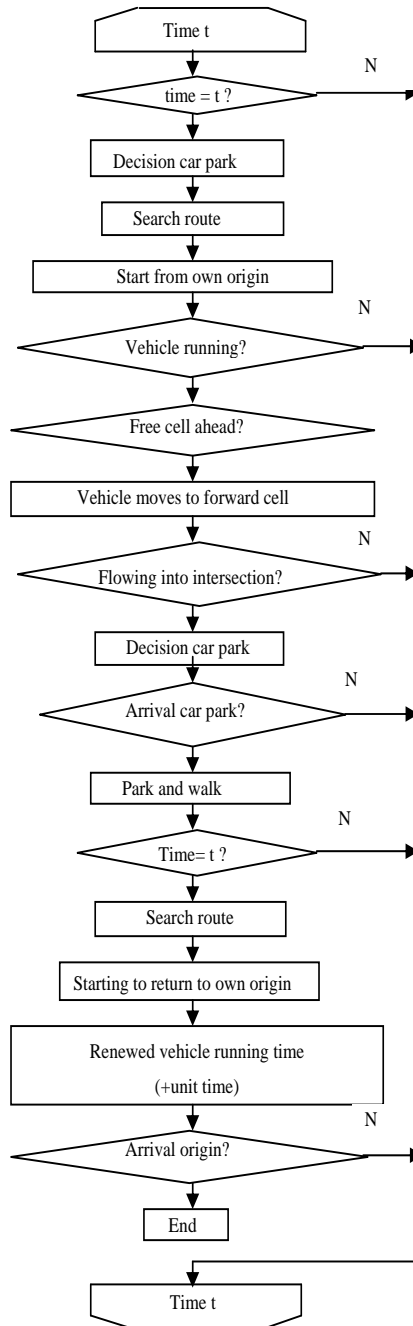 Time t
N
time = t ?
Decision car park
Search route
Start from own origin
N
Vehicle running?
Free cell ahead?
Vehicle moves to forward cell
N
Flowing into intersection?
Decision car park
N
Arrival car park?
Park and walk
N
Time= t ?
Search route
Starting to return to own origin
Renewed vehicle running time
(+unit time)
N
Arrival origin?
End
Time t